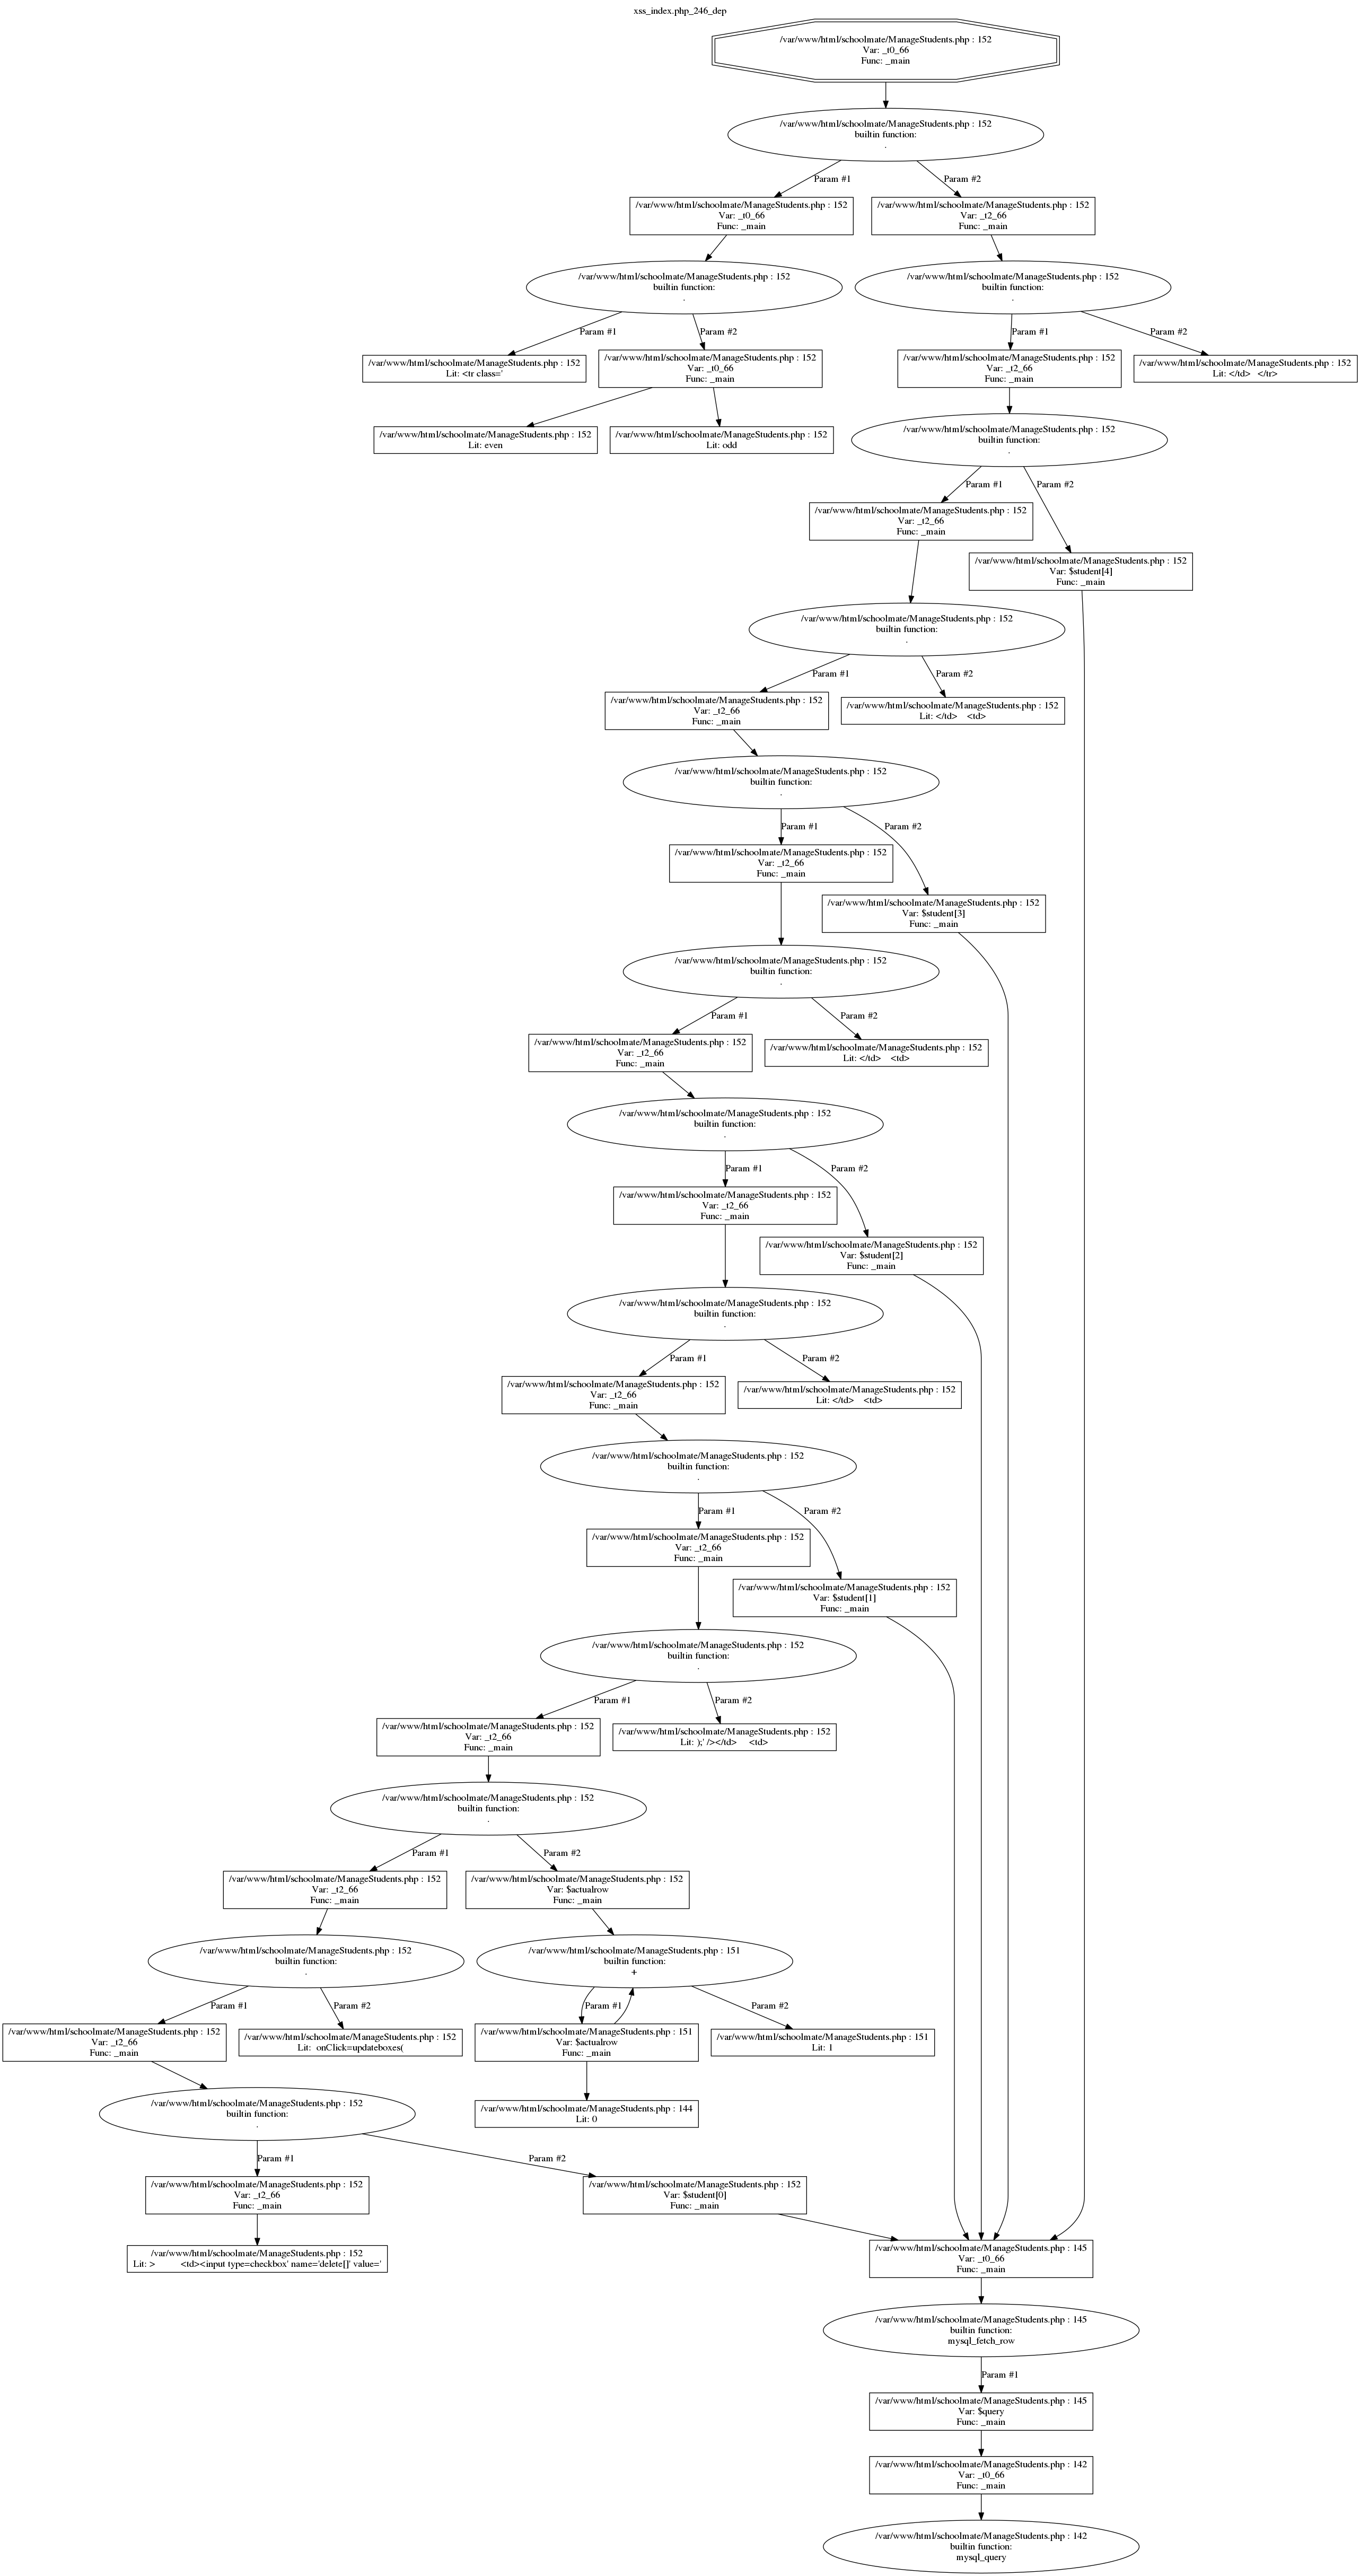 xss_index.php_246_dep
/var/www/html/schoolmate/ManageStudents.php : 152
Var: _t0_66
Func: _main
/var/www/html/schoolmate/ManageStudents.php : 152
builtin function:
.
Param #1
Param #2
/var/www/html/schoolmate/ManageStudents.php : 152
Var: _t0_66
Func: _main
/var/www/html/schoolmate/ManageStudents.php : 152
Var: _t2_66
Func: _main
/var/www/html/schoolmate/ManageStudents.php : 152
builtin function:
.
/var/www/html/schoolmate/ManageStudents.php : 152
builtin function:
.
Param #1
Param #2
Param #1
Param #2
/var/www/html/schoolmate/ManageStudents.php : 152
Lit: <tr class='
/var/www/html/schoolmate/ManageStudents.php : 152
Var: _t0_66
Func: _main
/var/www/html/schoolmate/ManageStudents.php : 152
Var: _t2_66
Func: _main
/var/www/html/schoolmate/ManageStudents.php : 152
Lit: </td>   </tr>
/var/www/html/schoolmate/ManageStudents.php : 152
Lit: even
/var/www/html/schoolmate/ManageStudents.php : 152
Lit: odd
/var/www/html/schoolmate/ManageStudents.php : 152
builtin function:
.
Param #1
Param #2
/var/www/html/schoolmate/ManageStudents.php : 152
Var: _t2_66
Func: _main
/var/www/html/schoolmate/ManageStudents.php : 152
Var: $student[4]
Func: _main
/var/www/html/schoolmate/ManageStudents.php : 152
builtin function:
.
Param #1
Param #2
/var/www/html/schoolmate/ManageStudents.php : 152
Var: _t2_66
Func: _main
/var/www/html/schoolmate/ManageStudents.php : 152
Lit: </td>    <td>
/var/www/html/schoolmate/ManageStudents.php : 152
builtin function:
.
Param #1
Param #2
/var/www/html/schoolmate/ManageStudents.php : 152
Var: _t2_66
Func: _main
/var/www/html/schoolmate/ManageStudents.php : 152
Var: $student[3]
Func: _main
/var/www/html/schoolmate/ManageStudents.php : 152
builtin function:
.
Param #1
Param #2
/var/www/html/schoolmate/ManageStudents.php : 152
Var: _t2_66
Func: _main
/var/www/html/schoolmate/ManageStudents.php : 152
Lit: </td>    <td>
/var/www/html/schoolmate/ManageStudents.php : 152
builtin function:
.
Param #1
Param #2
/var/www/html/schoolmate/ManageStudents.php : 152
Var: _t2_66
Func: _main
/var/www/html/schoolmate/ManageStudents.php : 152
Var: $student[2]
Func: _main
/var/www/html/schoolmate/ManageStudents.php : 152
builtin function:
.
Param #1
Param #2
/var/www/html/schoolmate/ManageStudents.php : 152
Var: _t2_66
Func: _main
/var/www/html/schoolmate/ManageStudents.php : 152
Lit: </td>    <td>
/var/www/html/schoolmate/ManageStudents.php : 152
builtin function:
.
Param #1
Param #2
/var/www/html/schoolmate/ManageStudents.php : 152
Var: _t2_66
Func: _main
/var/www/html/schoolmate/ManageStudents.php : 152
Var: $student[1]
Func: _main
/var/www/html/schoolmate/ManageStudents.php : 152
builtin function:
.
Param #1
Param #2
/var/www/html/schoolmate/ManageStudents.php : 152
Var: _t2_66
Func: _main
/var/www/html/schoolmate/ManageStudents.php : 152
Lit: );' /></td>     <td>
/var/www/html/schoolmate/ManageStudents.php : 152
builtin function:
.
Param #1
Param #2
/var/www/html/schoolmate/ManageStudents.php : 152
Var: _t2_66
Func: _main
/var/www/html/schoolmate/ManageStudents.php : 152
Var: $actualrow
Func: _main
/var/www/html/schoolmate/ManageStudents.php : 152
builtin function:
.
/var/www/html/schoolmate/ManageStudents.php : 151
builtin function:
+
Param #1
Param #2
Param #1
Param #2
/var/www/html/schoolmate/ManageStudents.php : 152
Var: _t2_66
Func: _main
/var/www/html/schoolmate/ManageStudents.php : 152
Lit:  onClick=updateboxes(
/var/www/html/schoolmate/ManageStudents.php : 151
Var: $actualrow
Func: _main
/var/www/html/schoolmate/ManageStudents.php : 151
Lit: 1
/var/www/html/schoolmate/ManageStudents.php : 152
builtin function:
.
/var/www/html/schoolmate/ManageStudents.php : 144
Lit: 0
Param #1
Param #2
/var/www/html/schoolmate/ManageStudents.php : 152
Var: _t2_66
Func: _main
/var/www/html/schoolmate/ManageStudents.php : 152
Var: $student[0]
Func: _main
/var/www/html/schoolmate/ManageStudents.php : 152
Lit: >          <td><input type=checkbox' name='delete[]' value='
/var/www/html/schoolmate/ManageStudents.php : 145
Var: _t0_66
Func: _main
/var/www/html/schoolmate/ManageStudents.php : 145
builtin function:
mysql_fetch_row
Param #1
/var/www/html/schoolmate/ManageStudents.php : 145
Var: $query
Func: _main
/var/www/html/schoolmate/ManageStudents.php : 142
Var: _t0_66
Func: _main
/var/www/html/schoolmate/ManageStudents.php : 142
builtin function:
mysql_query